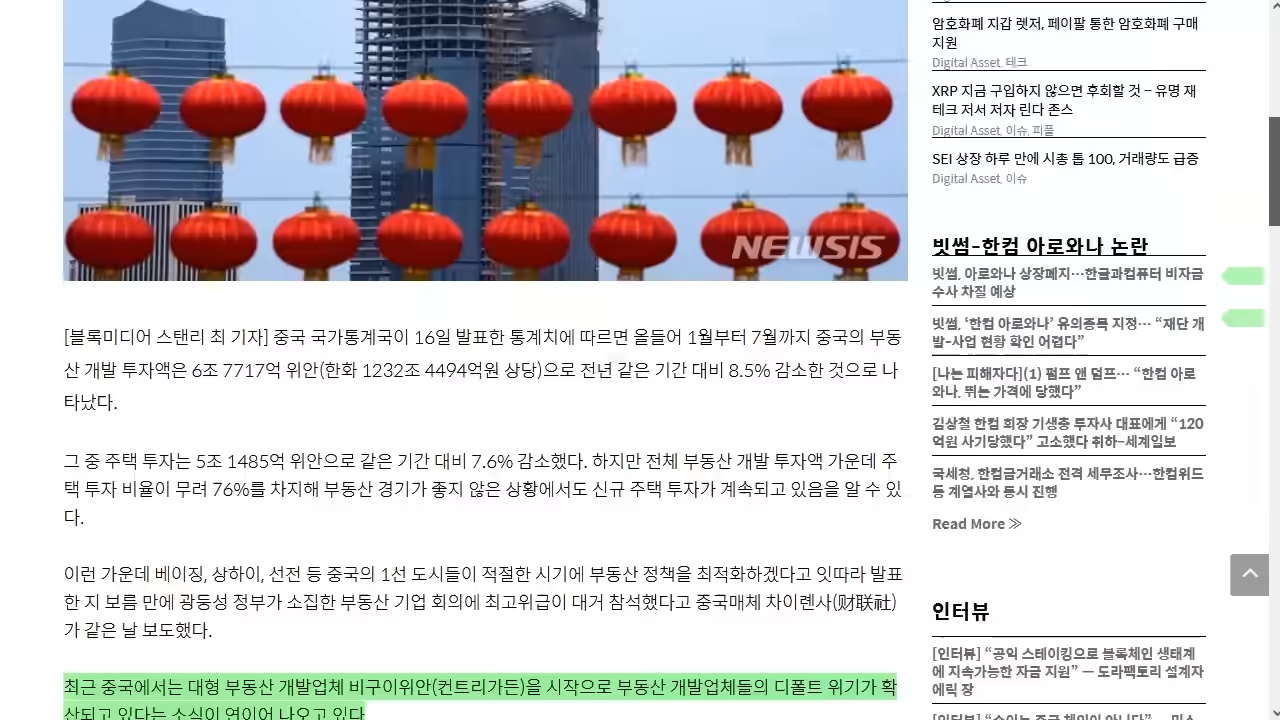 NEWSIS
[블록미디어 스탠리 최 기자] 중국 국가통계국이 16일 발표한 통계치에 따르면 올들어 1월부터 7월까지 중국의 부동
산 개발 투자액은 6조 7717억 위안(한화 1232조 4494억원 상당)으로 전년 같은 기간 대비 8.5% 감소한 것으로 나
타났다.
그 중 주택 투자는 5조 1485억 위안으로 같은 기간 대비 7.6% 감소했다. 하지만 전체 부동산 개발 투자액 가운데 주
택 투자 비율이 무려 76%를 차지해 부동산 경기가 좋지 않은 상황에서도 신규 주택 투자가 계속되고 있음을 알 수 있
다.
이런 가운데 베이징, 상하이, 선전 등 중국의 1선 도시들이 적절한 시기에 부동산 정책을 최적화하겠다고 잇따라 발표
한 지 보름 만에 광둥성 정부가 소집한 부동산 기업 회의에 최고위급이 대거 참석했다고 중국매체 차이롄사(财联社)
가 같은 날 보도했다.
최근 중국에서는 대형 부동산 개발업체 비구이위안(컨트리가든)을 시작으로 부동산 개발업체들의 디폴트 위기가 확
산되고 있다는 소식이 연이어 나오고 있다
암호화폐 지갑 렛저, 페이팔 통한 암호화폐 구매
지원
Digital Asset, 테크
XRP 지금 구입하지 않으면 후회할 것 – 유명 재
테크 저서 저자 린다 존스
Digital Asset, 이슈, 피플
SEI 상장 하루 만에 시총 톱 100, 거래량도 급증
Digital Asset, 이슈
빗썸-한컴 아로와나 논란
빗썸, 아로와나 상장폐지…한글과컴퓨터 비자금
수사 차질 예상
빗썸, ‘한컴 아로와나’ 유의종목 지정… “재단 개
발-사업 현황 확인 어렵다”
[나는 피해자다](1) 펌프 앤 덤프… “한컴 아로
와나, 뛰는 가격에 당했다”
김상철 한컴 회장 기생충 투자사 대표에게 “120
억원 사기당했다” 고소했다 취하-세계일보
국세청, 한컴금거래소 전격 세무조사…한컴위드
등 계열사와 동시 진행
Read More ≫
인터뷰
[인터뷰] “공익 스테이킹으로 블록체인 생태계
에 지속가능한 자금 지원” — 도라팩토리 설계자
에릭 장